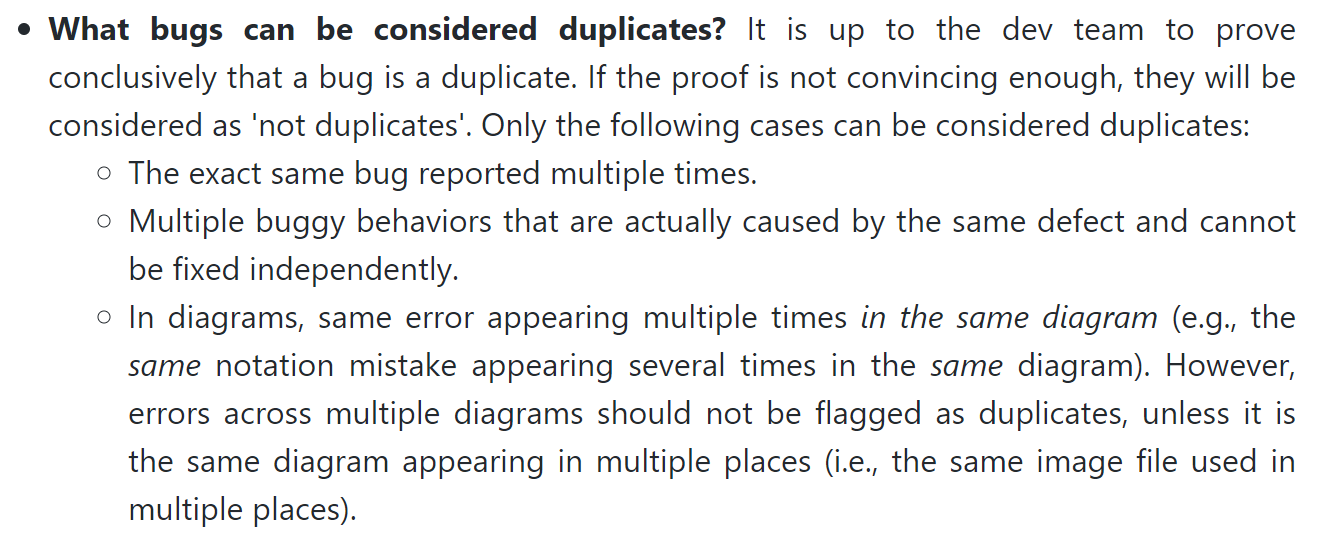 • What bugs can be considered duplicates? It is up to the dev team to prove
conclusively that a bug is a duplicate. If the proof is not convincing enough, they will be
considered as 'not duplicates'. Only the following cases can be considered duplicates:
○ The exact same bug reported multiple times.
○ Multiple buggy behaviors that are actually caused by the same defect and cannot
be fixed independently.
○ In diagrams, same error appearing multiple times in the same diagram (e.g., the
same notation mistake appearing several times in the same diagram). However,
errors across multiple diagrams should not be flagged as duplicates, unless it is
the same diagram appearing in multiple places (i.e., the same image file used in
multiple places).